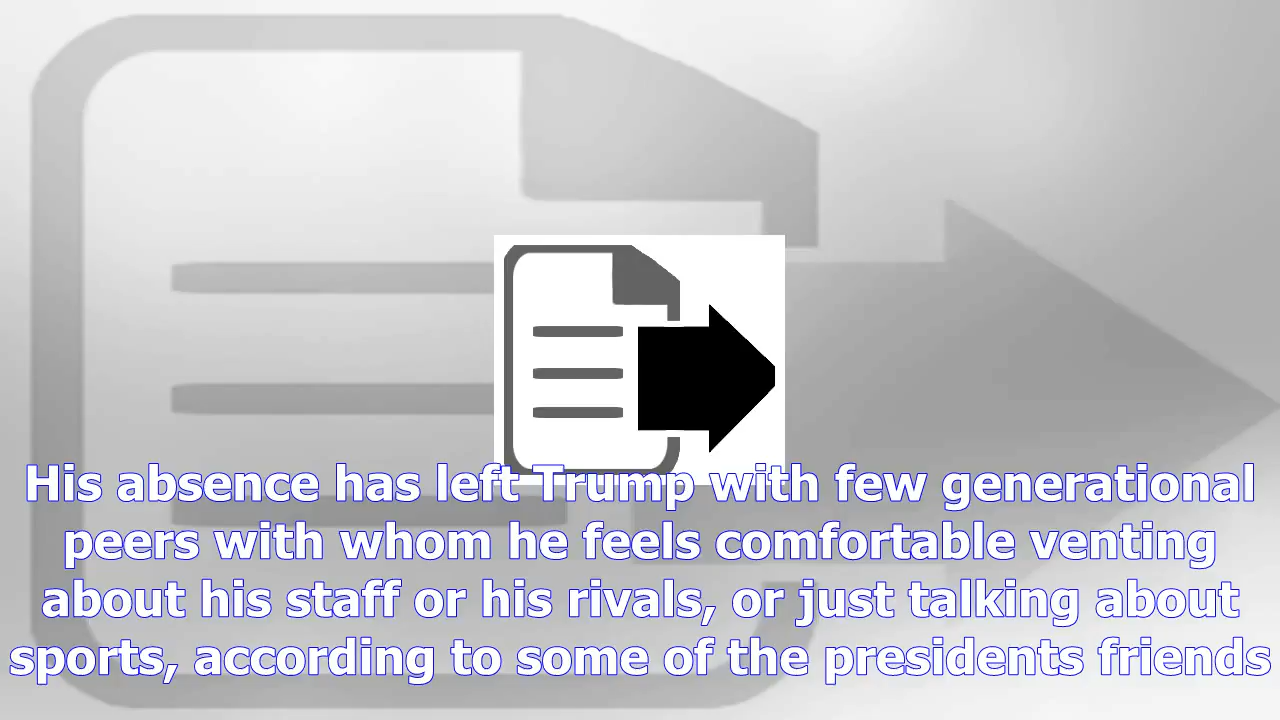 His absence has left Trump with few generational
peers with whom he feels comfortable venting
about his staff or his rivals, or just talking about
sports, according to some of the presidents friends